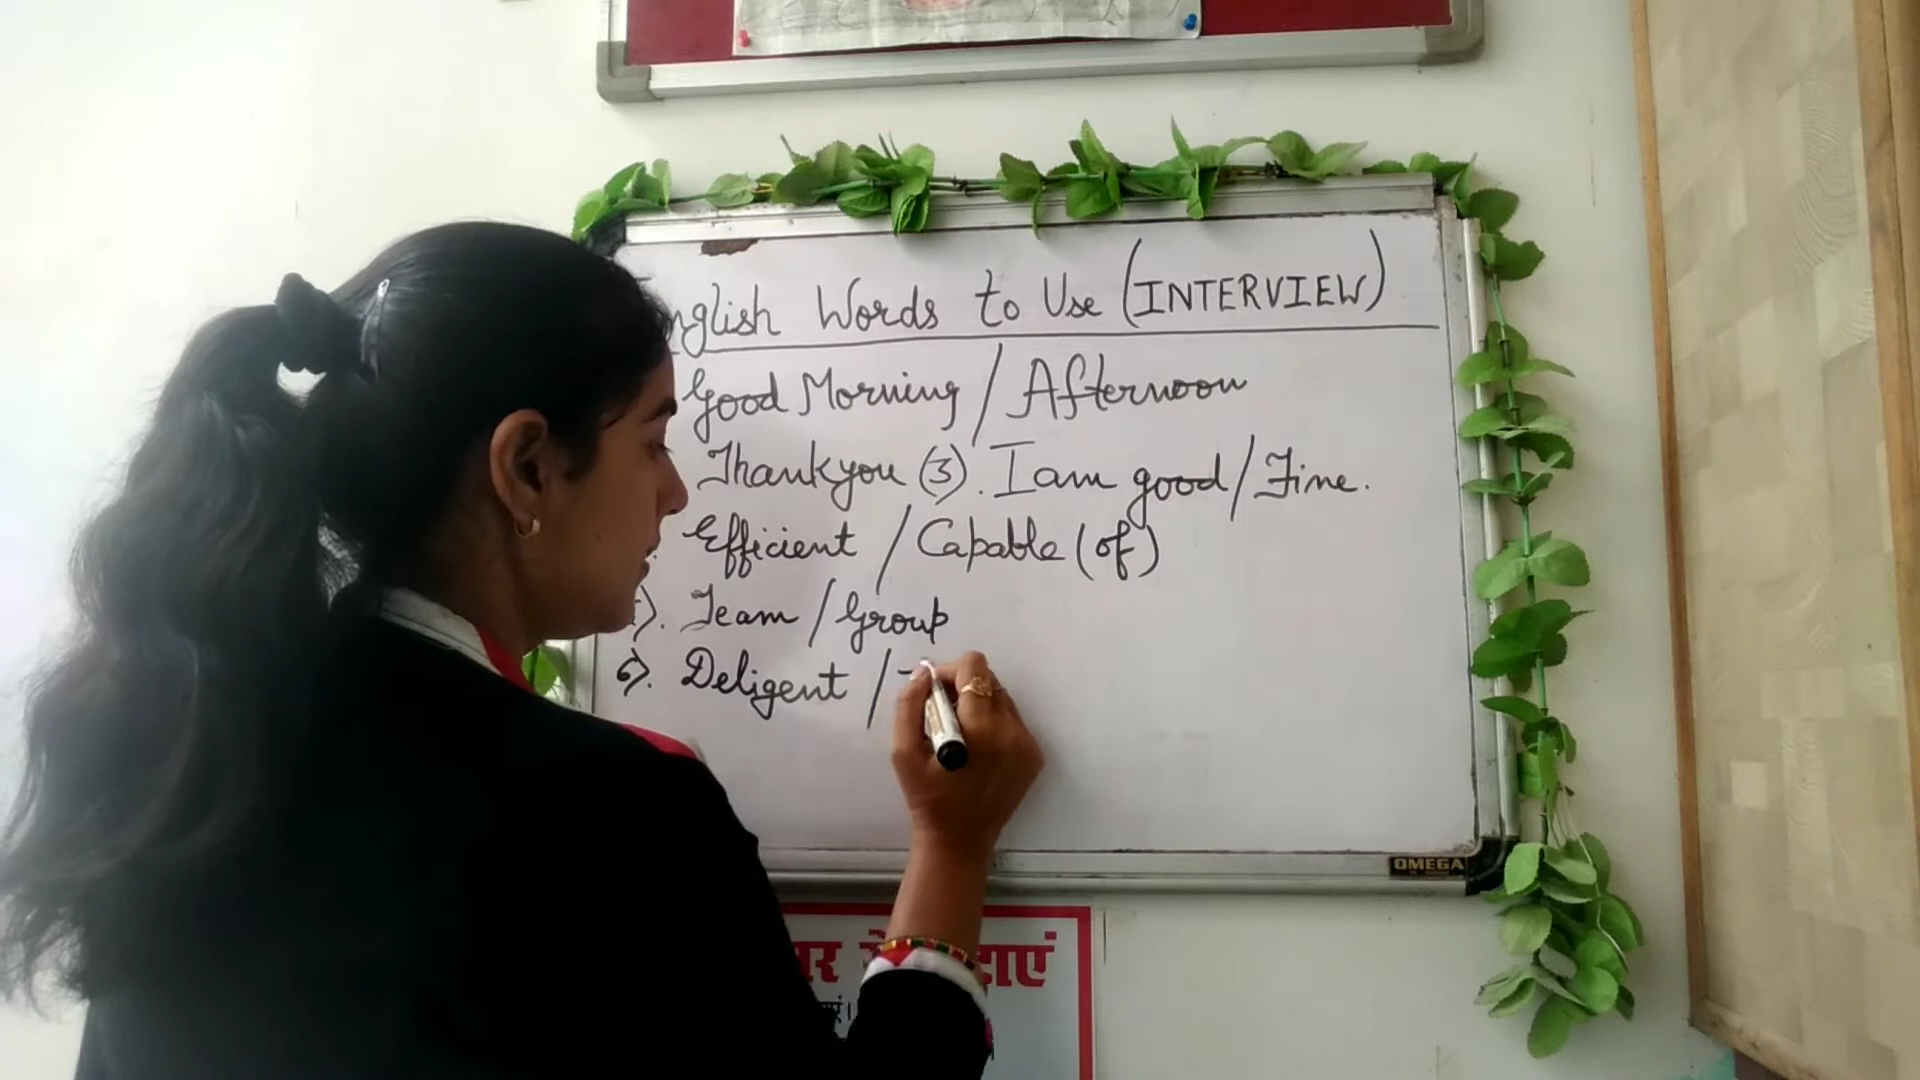 nglish Words to Use (INTERVIEW)
Good Morning / Afternoon
Thankyou (3). I am good / Fine.
Efficient / Capable (of)
). Team / Group
6). Deligent /
OMEGA